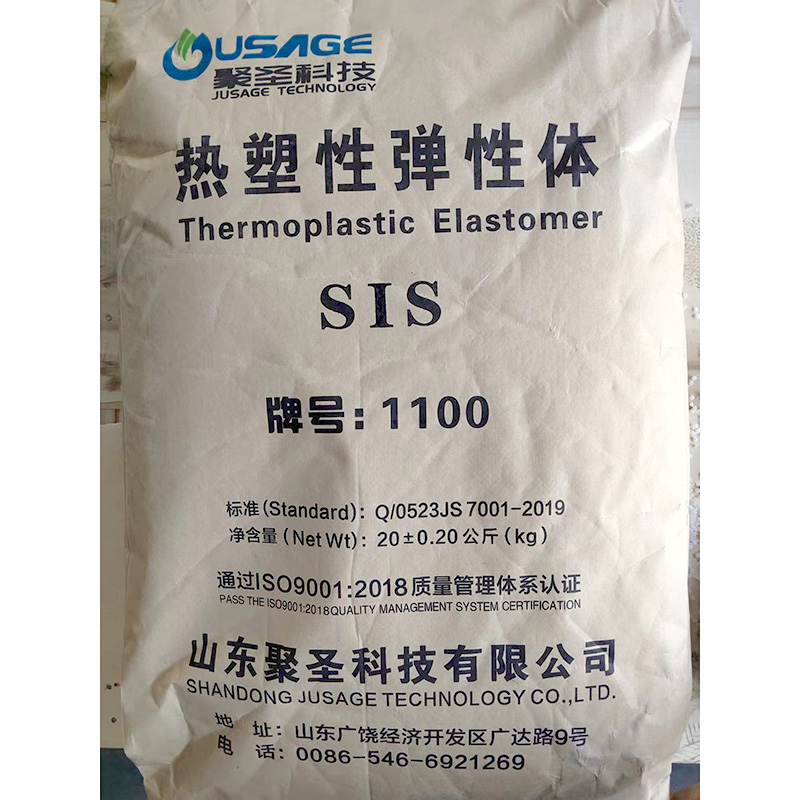 JUSAGE
聚圣科技
JUSAGE TECHNOLOGY
热塑性弹性体
Thermoplastic Elastomer
SIS
牌号:1100
标准(Standard): Q/0523JS 7001-2019
净含量(Net Wt): 20±0.20公斤(kg)
通过ISO9001:2018质量管理体系认证
PASS THE ISO9001:2018 QUALITY MANAGEMENT SYSTEM CERTIFICATION
山东聚圣科技有限公司
SHANDONG JUSAGE TECHNOLOGY CO.,LTD.
地 址: 山东广饶经济开发区广达路9号
电 话: 0086-546-6921269